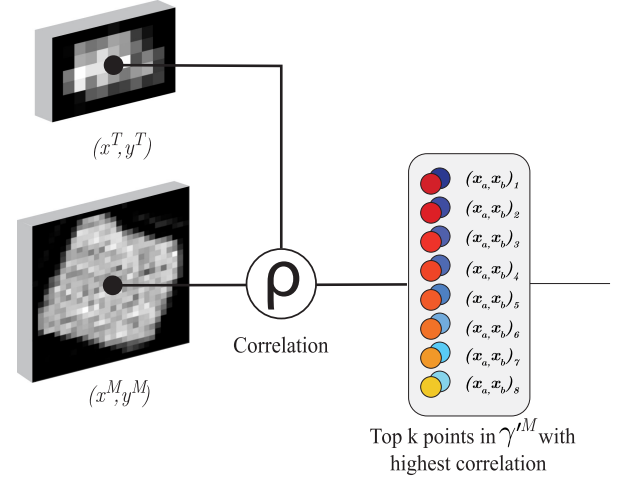 (x^T, y^T)
(x^M, y^M)
ρ
Correlation
(x_a, x_b)_1
(x_a, x_b)_2
(x_a, x_b)_3
(x_a, x_b)_4
(x_a, x_b)_5
(x_a, x_b)_6
(x_a, x_b)_7
(x_a, x_b)_8
Top k points in γ'^M with
highest correlation